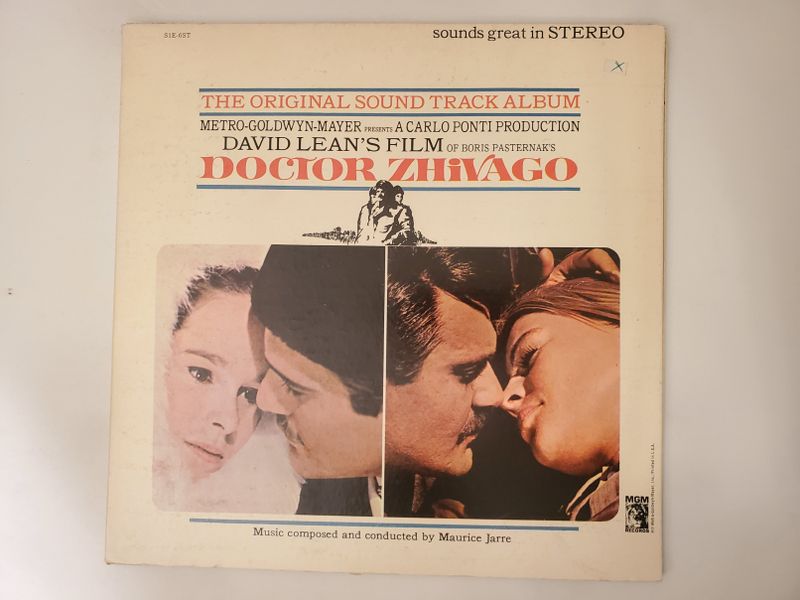 S1E-6ST
sounds great in STEREO
THE ORIGINAL SOUND TRACK ALBUM
METRO-GOLDWYN-MAYER PRESENTS A CARLO PONTI PRODUCTION
DAVID LEAN'S FILM OF BORIS PASTERNAK'S
DOCTOR ZHiVAGO
MGM
RECORDS
Music composed and conducted by Maurice Jarre